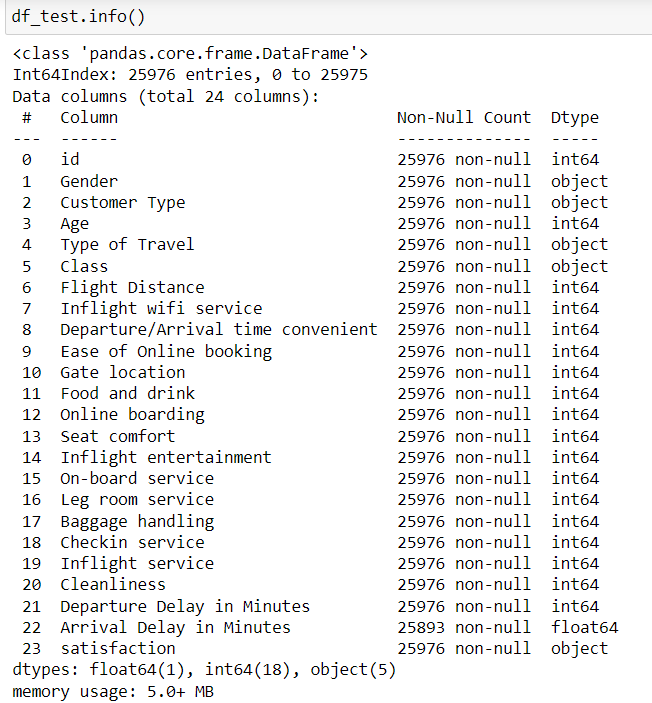 df_test.info()
<class 'pandas.core.frame.DataFrame'>
Int64Index: 25976 entries, 0 to 25975
Data columns (total 24 columns):
 #   Column                             Non-Null Count  Dtype
---  ------                             --------------  -----
 0   id                                 25976 non-null  int64
 1   Gender                             25976 non-null  object
 2   Customer Type                      25976 non-null  object
 3   Age                                25976 non-null  int64
 4   Type of Travel                     25976 non-null  object
 5   Class                              25976 non-null  object
 6   Flight Distance                    25976 non-null  int64
 7   Inflight wifi service              25976 non-null  int64
 8   Departure/Arrival time convenient  25976 non-null  int64
 9   Ease of Online booking             25976 non-null  int64
 10  Gate location                      25976 non-null  int64
 11  Food and drink                     25976 non-null  int64
 12  Online boarding                    25976 non-null  int64
 13  Seat comfort                       25976 non-null  int64
 14  Inflight entertainment             25976 non-null  int64
 15  On-board service                   25976 non-null  int64
 16  Leg room service                   25976 non-null  int64
 17  Baggage handling                   25976 non-null  int64
 18  Checkin service                    25976 non-null  int64
 19  Inflight service                   25976 non-null  int64
 20  Cleanliness                        25976 non-null  int64
 21  Departure Delay in Minutes         25976 non-null  int64
 22  Arrival Delay in Minutes           25893 non-null  float64
 23  satisfaction                       25976 non-null  object
dtypes: float64(1), int64(18), object(5)
memory usage: 5.0+ MB